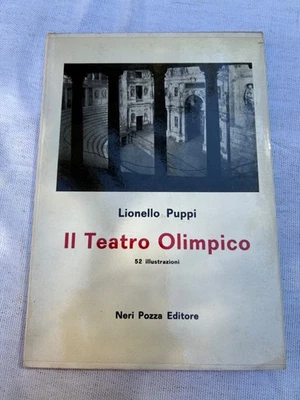 Lionello Puppi
Il Teatro Olimpico
52 illustrazioni
Neri Pozza Editore